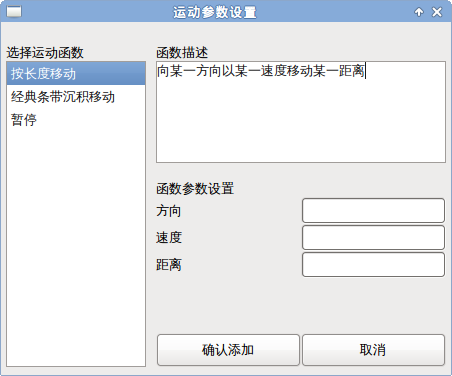 运动参数设置
选择运动函数
按长度移动
经典条带沉积移动
暂停
函数描述
向某一方向以某一速度移动某一距离
函数参数设置
方向
速度
距离
确认添加
取消